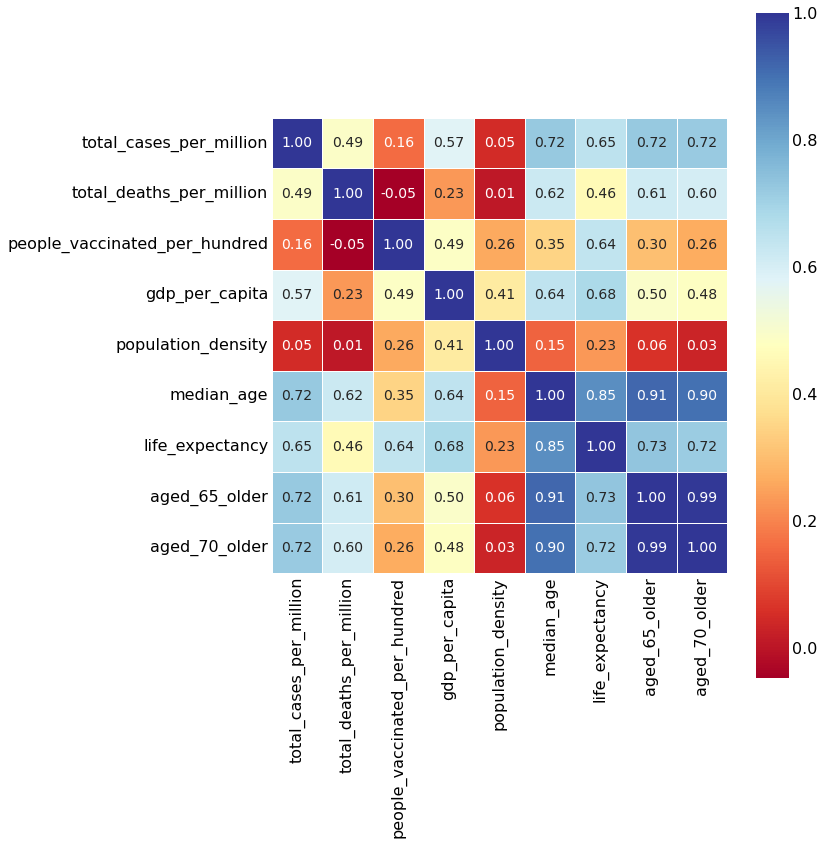 1.0
total_cases_per_million 1.00 0.49 0.16 0.57 0.05 0.72 0.65 0.72 0.72
0.8
total_deaths_per_million 0.49 1.00 -0.05 0.23 0.01 0.62 0.46 0.61 0.60
people_vaccinated_per_hundred 0.16 -0.05 1.00 0.49 0.26 0.35 0.64 0.30 0.26
0.6
gdp_per_capita 0.57 0.23 0.49 1.00 0.41 0.64 0.68 0.50 0.48
population_density 0.05 0.01 0.26 0.41 1.00 0.15 0.23 0.06 0.03
median_age 0.72 0.62 0.35 0.64 0.15 1.00 0.85 0.91 0.90
0.4
life_expectancy 0.65 0.46 0.64 0.68 0.23 0.85 1.00 0.73 0.72
aged_65_older 0.72 0.61 0.30 0.50 0.06 0.91 0.73 1.00 0.99
0.2
aged_70_older 0.72 0.60 0.26 0.48 0.03 0.90 0.72 0.99 1.00
0.0
total_cases_per_million
total_deaths_per_million
people_vaccinated_per_hundred
gdp_per_capita
population_density
median_age
life_expectancy
aged_65_older
aged_70_older